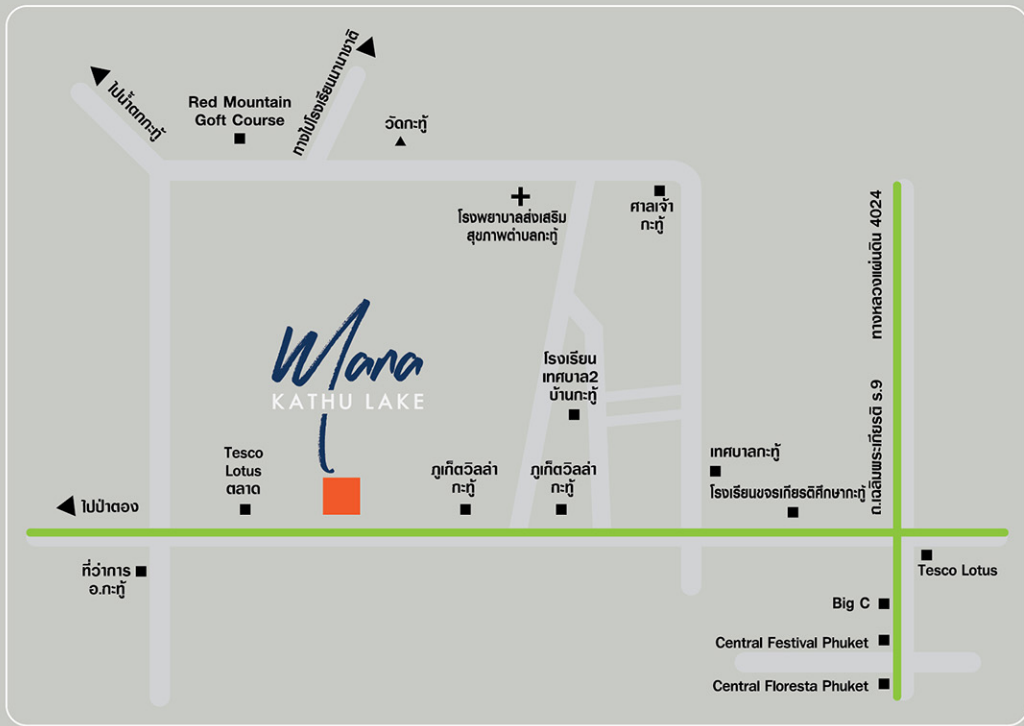 ไปน้ำตกกะทู้
Red Mountain
Goft Course
ทางไปโรงเรียนนานาชาติ
วัดกะทู้
โรงพยาบาลส่งเสริม
สุขภาพตำบลกะทู้
ศาลเจ้า
กะทู้
ทางหลวงแผ่นดิน 4024
ถ.เฉลิมพระเกียรติ ร.9
Mana
KATHU LAKE
โรงเรียน
เทศบาล2
บ้านกะทู้
Tesco
Lotus
ตลาด
ภูเก็ตวิลล่า
กะทู้
ภูเก็ตวิลล่า
กะทู้
เทศบาลกะทู้
โรงเรียนขจรเกียรติศึกษากะทู้
ไปป่าตอง
ที่ว่าการ
อ.กะทู้
Tesco Lotus
Big C
Central Festival Phuket
Central Floresta Phuket